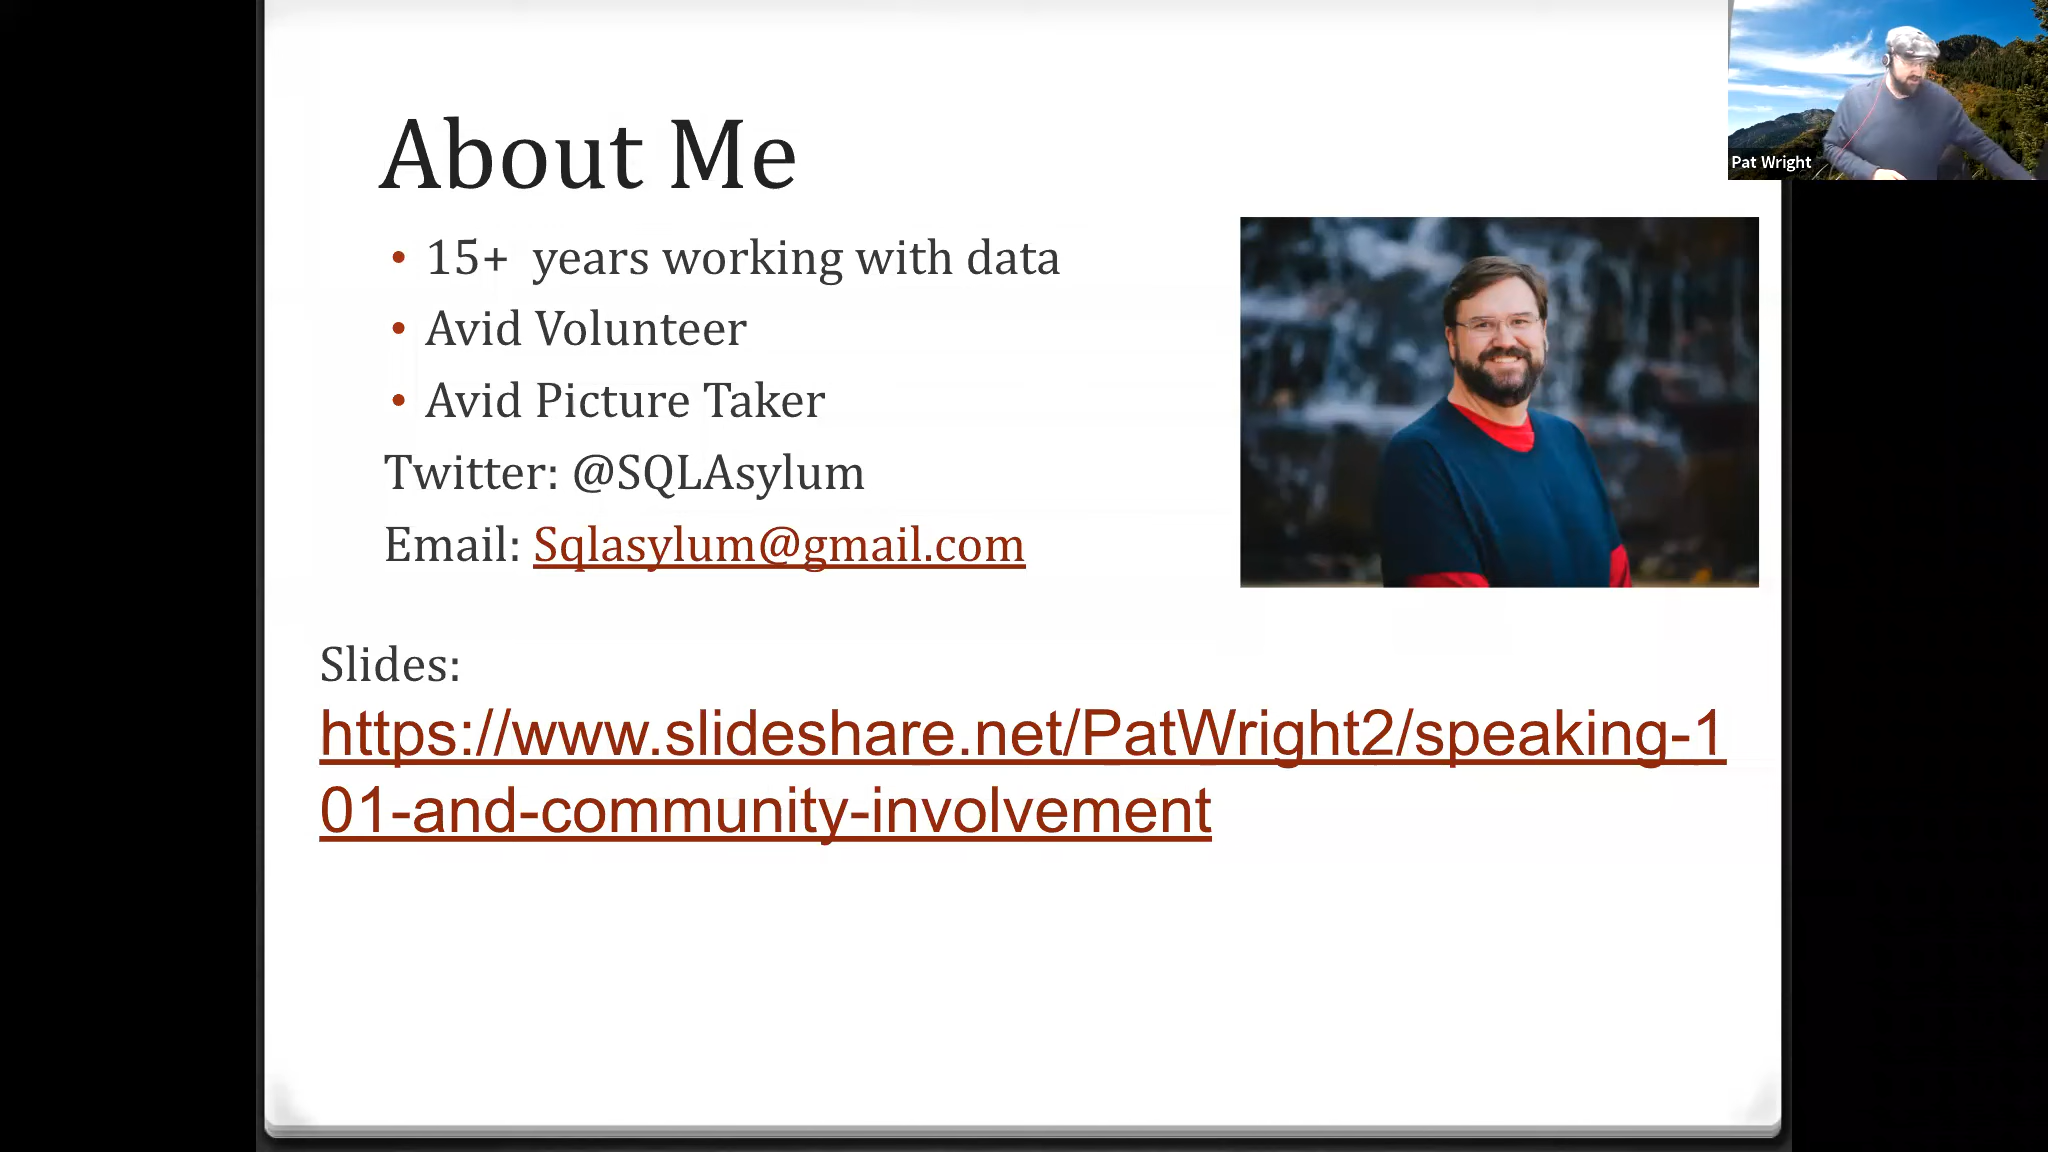 About Me
• 15+  years working with data
• Avid Volunteer
• Avid Picture Taker
Twitter: @SQLAsylum
Email: Sqlasylum@gmail.com
Slides:
https://www.slideshare.net/PatWright2/speaking-1
01-and-community-involvement
Pat Wright